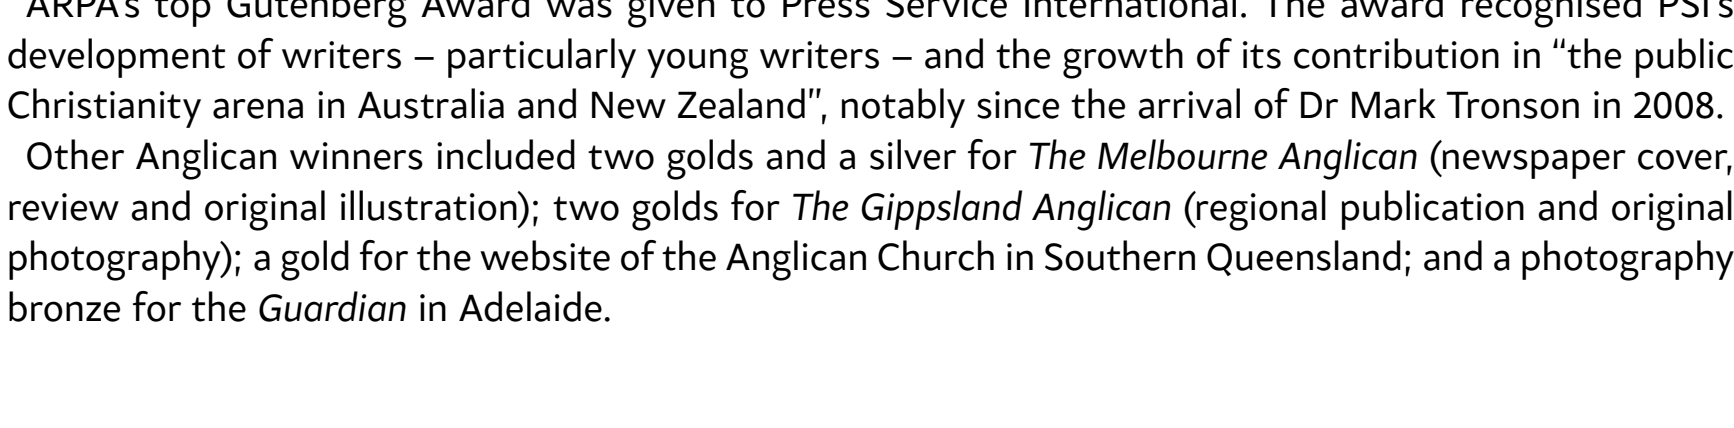 ARPA's top Gutenberg Award was given to Press Service International. The award recognised PSI's
development of writers – particularly young writers – and the growth of its contribution in “the public
Christianity arena in Australia and New Zealand”, notably since the arrival of Dr Mark Tronson in 2008.
Other Anglican winners included two golds and a silver for The Melbourne Anglican (newspaper cover,
review and original illustration); two golds for The Gippsland Anglican (regional publication and original
photography); a gold for the website of the Anglican Church in Southern Queensland; and a photography
bronze for the Guardian in Adelaide.